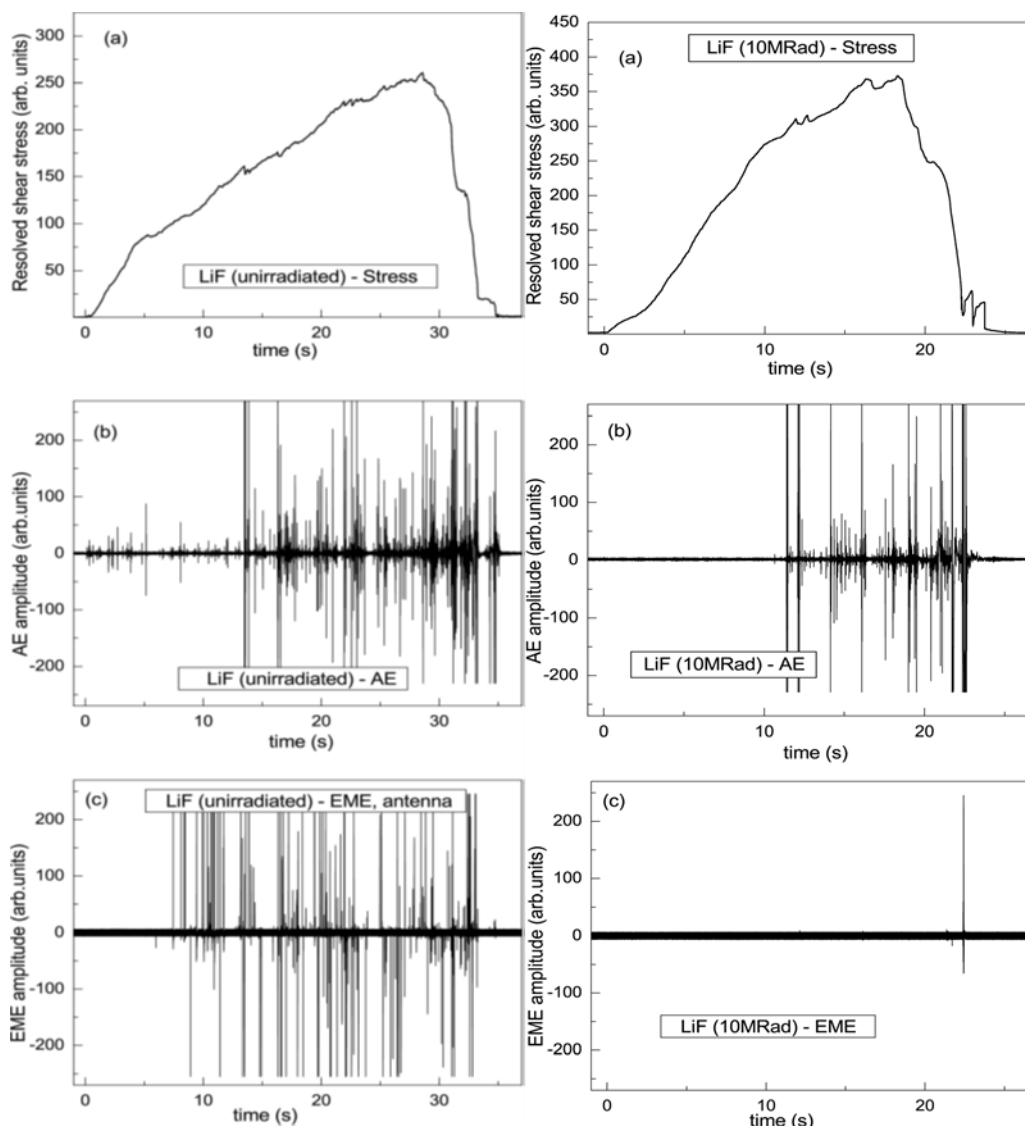 (a)
300
250
200
150
100
50
0 10 20 30
Resolved shear stress (arb. units)
time (s)
LiF (unirradiated) - Stress
(a)
LiF (10MRad) - Stress
450
400
350
300
250
200
150
100
50
0 10 20
Resolved shear stress (arb. units)
time (s)
(b)
200
100
0
-100
-200
0 10 20 30
AE amplitude (arb.units)
time (s)
LiF (unirradiated) - AE
(b)
200
100
0
-100
-200
0 10 20
AE amplitude (arb.units)
time (s)
LiF (10MRad) - AE
(c)
LiF (unirradiated) - EME, antenna
200
100
0
-100
-200
0 10 20 30
EME amplitude (arb.units)
time (s)
(c)
200
100
0
-100
-200
0 10 20
EME amplitude (arb.units)
time (s)
LiF (10MRad) - EME